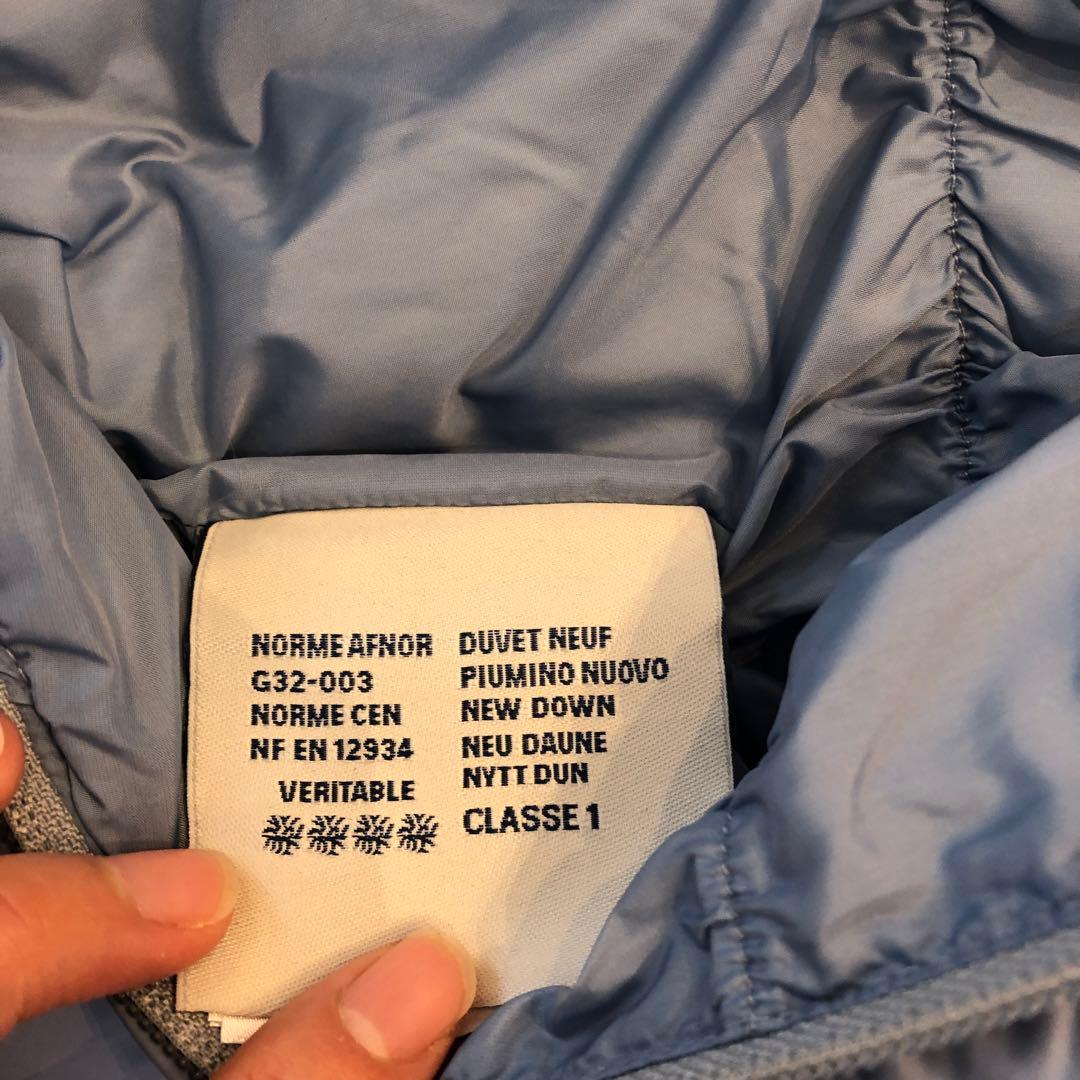 NORME AFNOR
G32-003
NORME CEN
NF EN 12934
VERITABLE
DUVET NEUF
PIUMINO NUOVO
NEW DOWN
NEU DAUNE
NYTT DUN
CLASSE 1